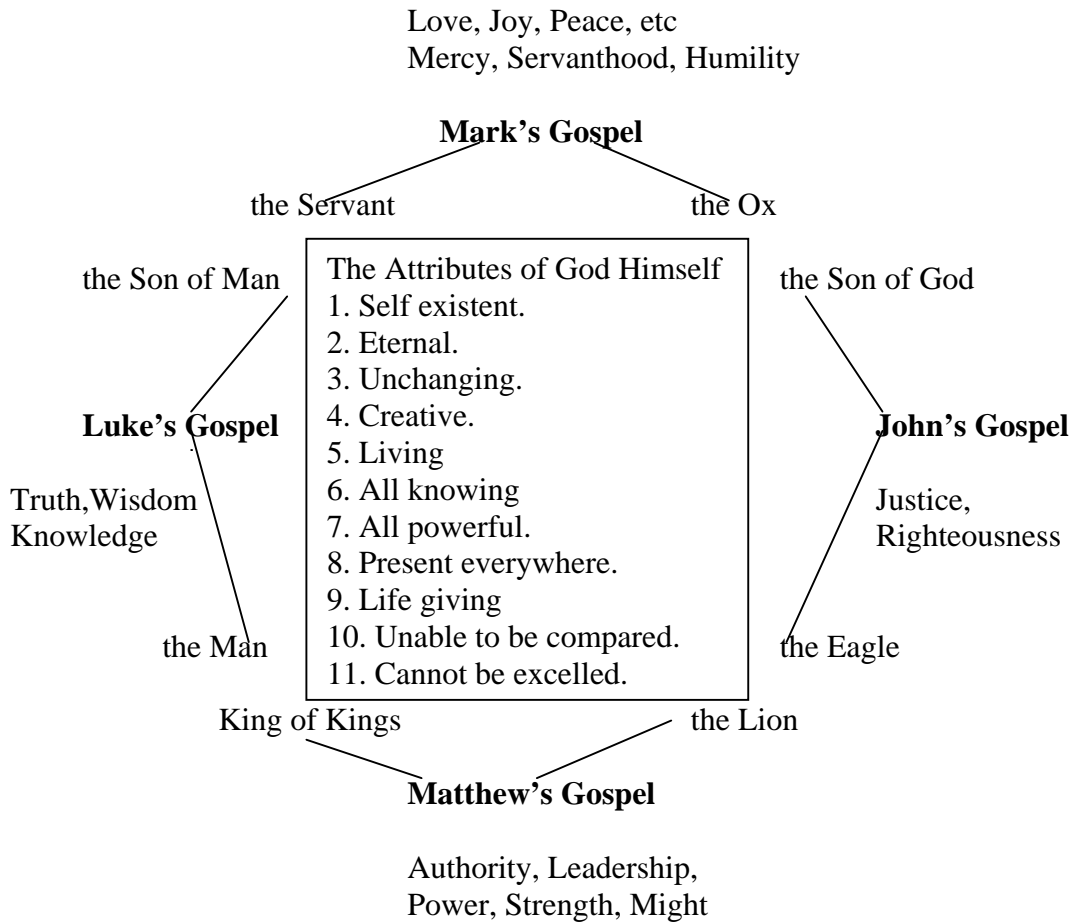 Love, Joy, Peace, etc
Mercy, Servanthood, Humility
Mark’s Gospel
the Servant
the Ox
the Son of Man
the Son of God
The Attributes of God Himself
1. Self existent.
2. Eternal.
3. Unchanging.
4. Creative.
5. Living
6. All knowing
7. All powerful.
8. Present everywhere.
9. Life giving
10. Unable to be compared.
11. Cannot be excelled.
Luke’s Gospel
John’s Gospel
Truth,Wisdom
Knowledge
Justice,
Righteousness
the Man
the Eagle
King of Kings
the Lion
Matthew’s Gospel
Authority, Leadership,
Power, Strength, Might